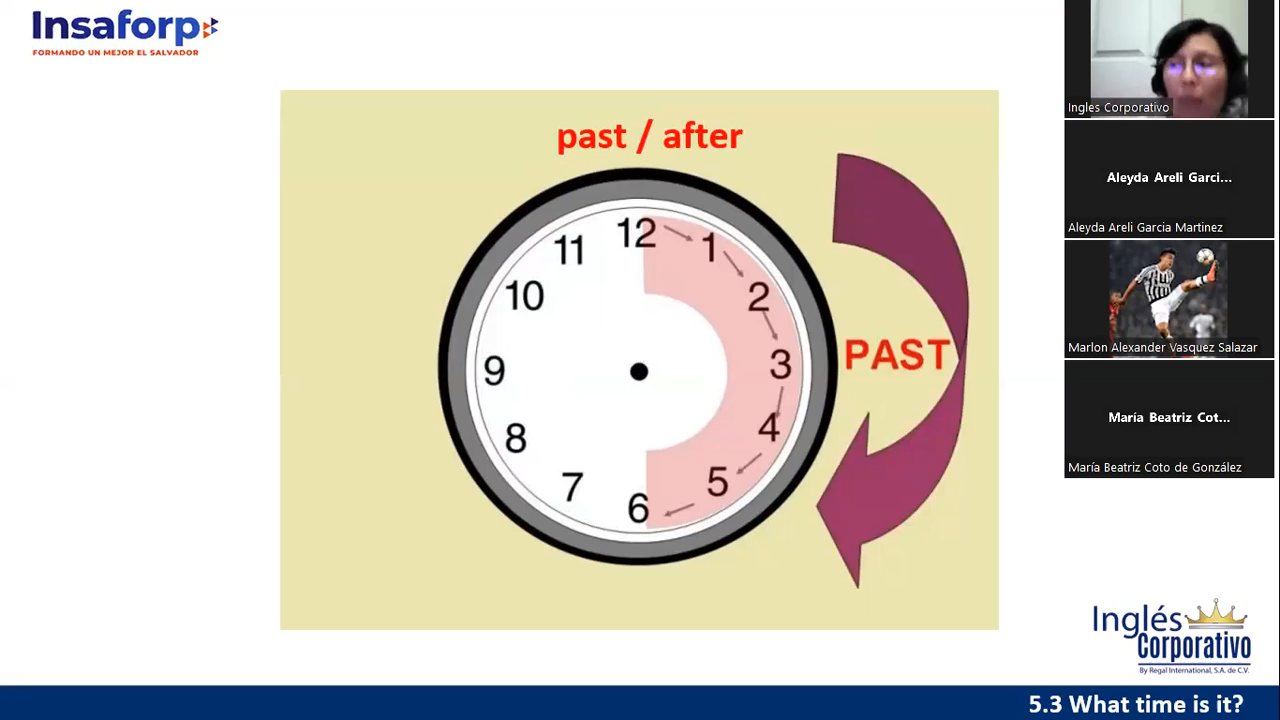 Insaforp
FORMANDO UN MEJOR EL SALVADOR
past / after
12
1
2
3
4
5
6
7
8
9
10
11
PAST
Ingles Corporativo
Aleyda Areli Garci...
Aleyda Areli Garcia Martinez
Marlon Alexander Vasquez Salazar
María Beatriz Cot...
María Beatriz Coto de González
Inglés
Corporativo
By Regal International, S.A. de C.V.
5.3 What time is it?